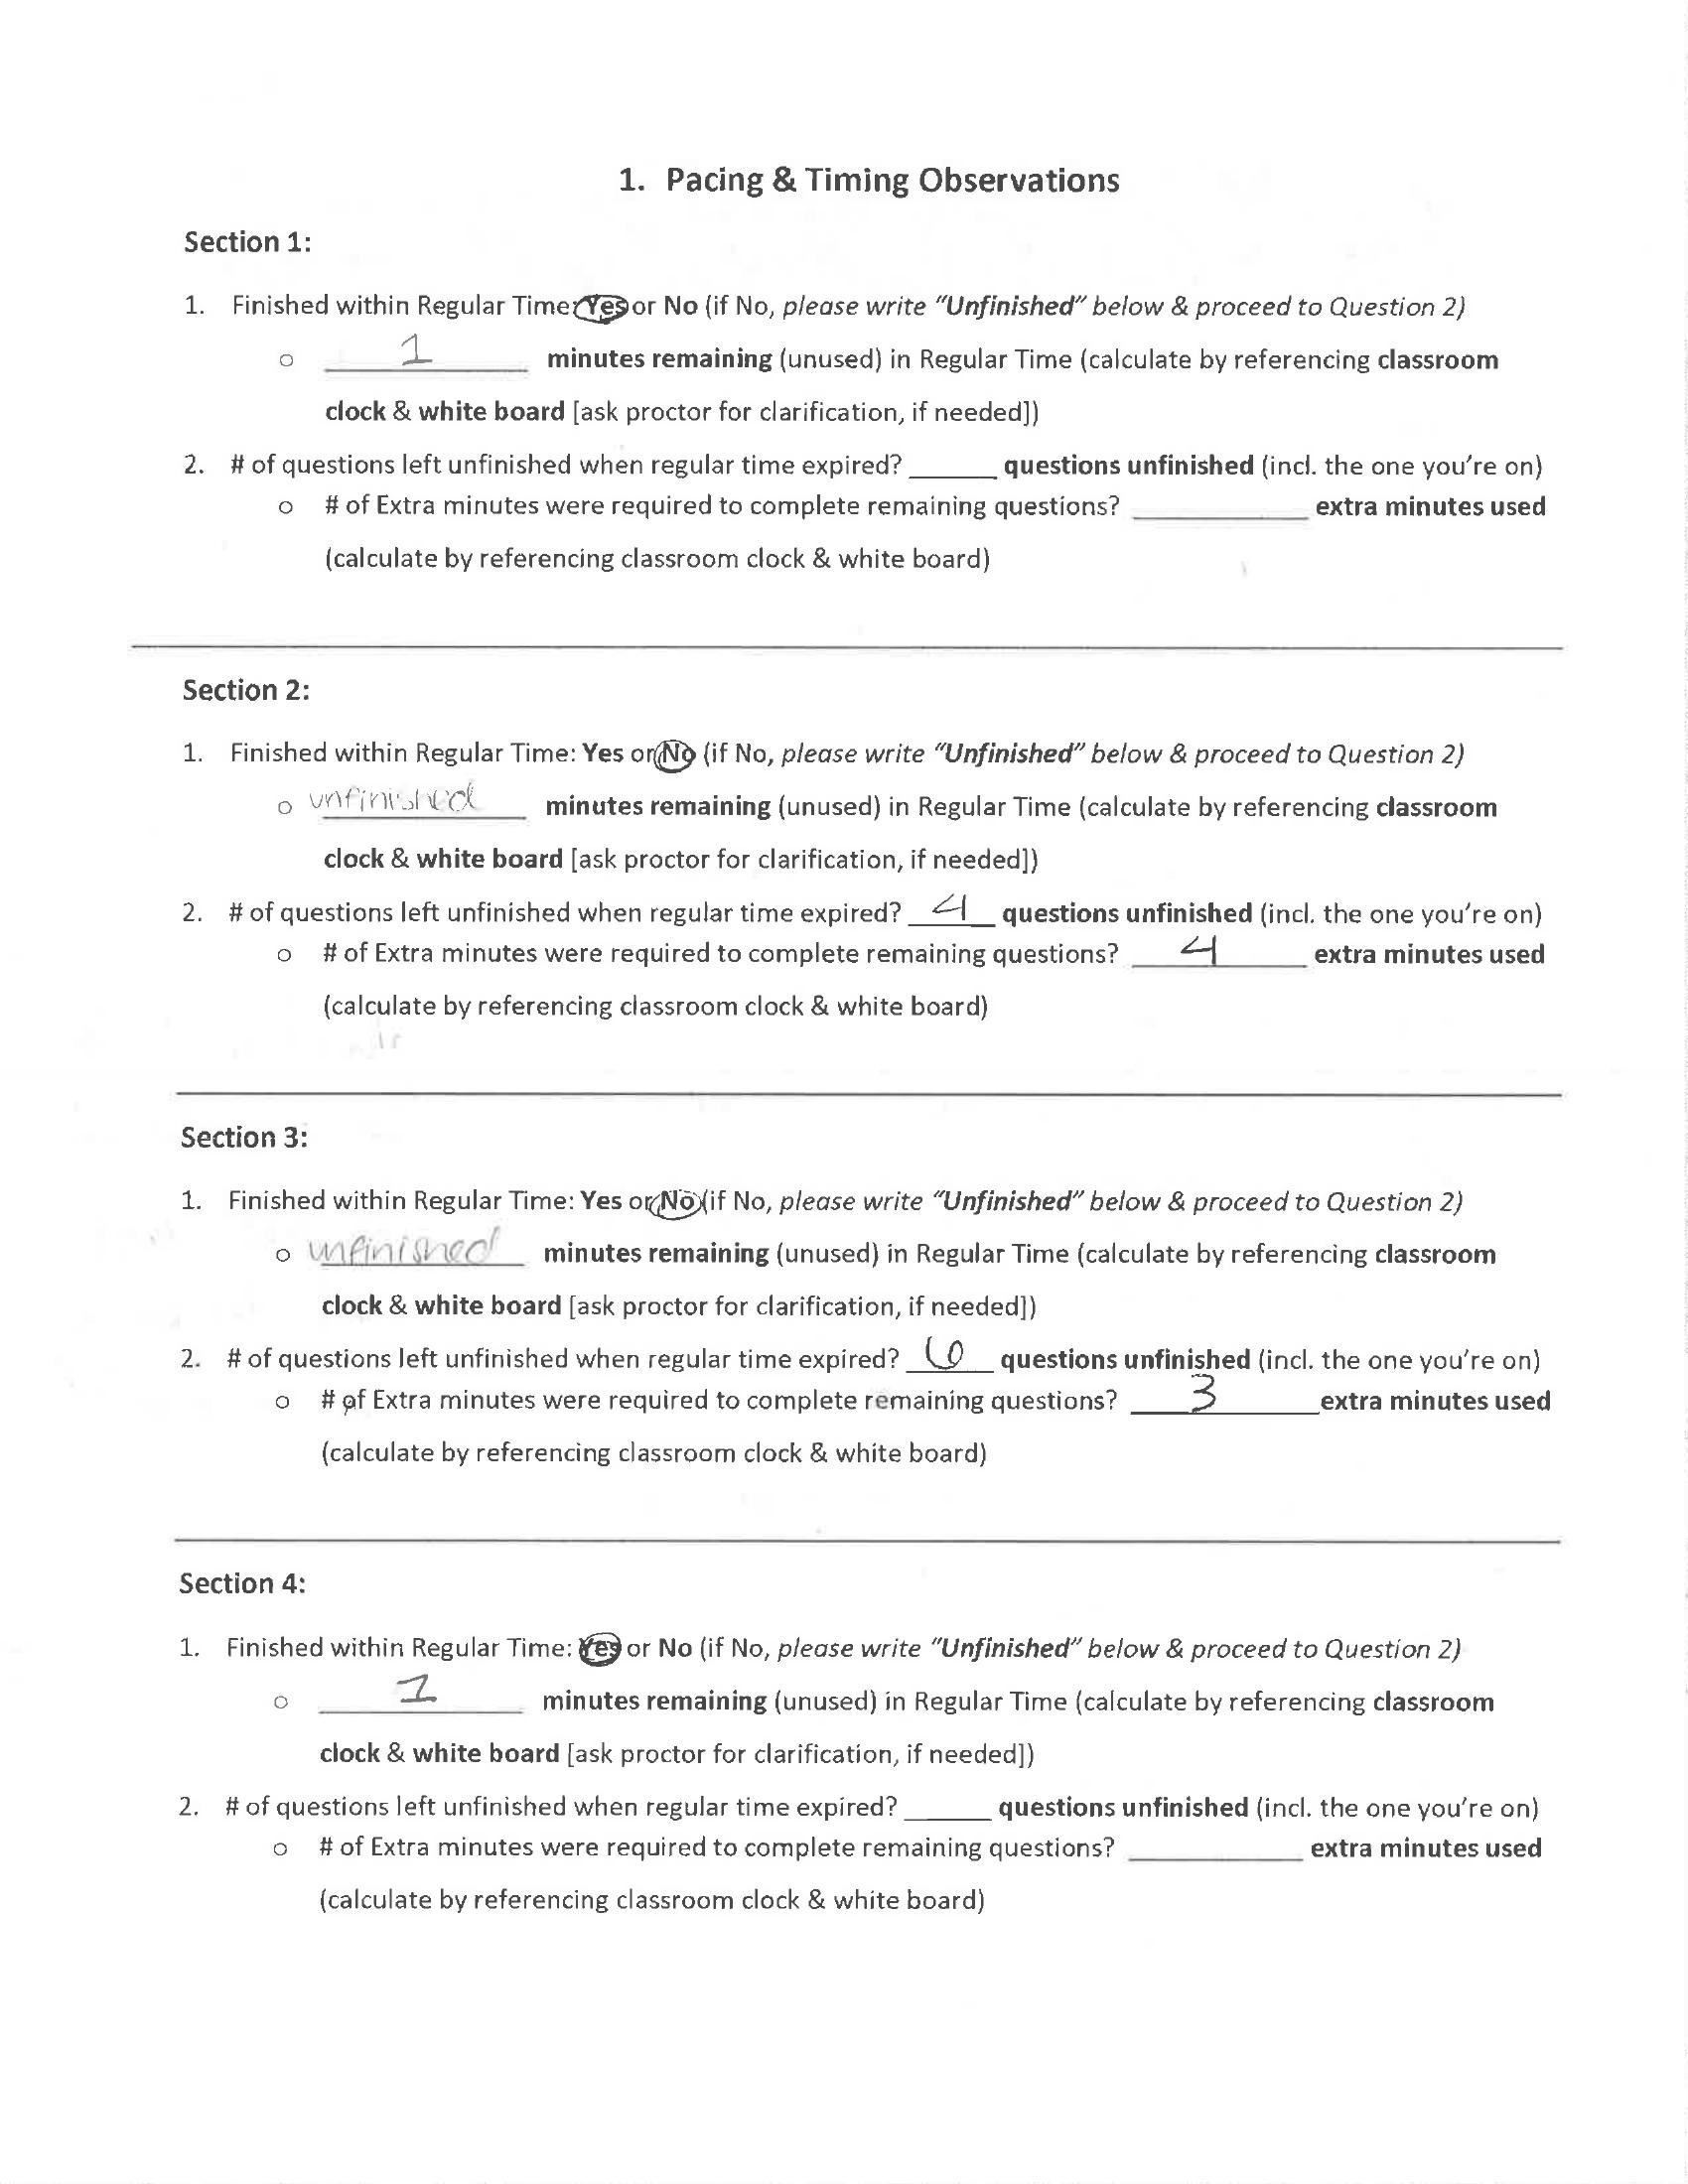 1. Pacing & Timing Observations
Section 1:
1. Finished within Regular Time: Yes or No (if No, please write "Unfinished" below & proceed to Question 2)
o 1 minutes remaining (unused) in Regular Time (calculate by referencing classroom
clock & white board [ask proctor for clarification, if needed])
2. # of questions left unfinished when regular time expired? ______ questions unfinished (incl. the one you're on)
o # of Extra minutes were required to complete remaining questions? ____________ extra minutes used
(calculate by referencing classroom clock & white board)
Section 2:
1. Finished within Regular Time: Yes or No (if No, please write "Unfinished" below & proceed to Question 2)
o unfinished minutes remaining (unused) in Regular Time (calculate by referencing classroom
clock & white board [ask proctor for clarification, if needed])
2. # of questions left unfinished when regular time expired? 4 questions unfinished (incl. the one you're on)
o # of Extra minutes were required to complete remaining questions? 4 extra minutes used
(calculate by referencing classroom clock & white board)
Section 3:
1. Finished within Regular Time: Yes or No (if No, please write "Unfinished" below & proceed to Question 2)
o unfinished minutes remaining (unused) in Regular Time (calculate by referencing classroom
clock & white board [ask proctor for clarification, if needed])
2. # of questions left unfinished when regular time expired? 6 questions unfinished (incl. the one you're on)
o # of Extra minutes were required to complete remaining questions? 3 extra minutes used
(calculate by referencing classroom clock & white board)
Section 4:
1. Finished within Regular Time: Yes or No (if No, please write "Unfinished" below & proceed to Question 2)
o 1 minutes remaining (unused) in Regular Time (calculate by referencing classroom
clock & white board [ask proctor for clarification, if needed])
2. # of questions left unfinished when regular time expired? ______ questions unfinished (incl. the one you're on)
o # of Extra minutes were required to complete remaining questions? ____________ extra minutes used
(calculate by referencing classroom clock & white board)